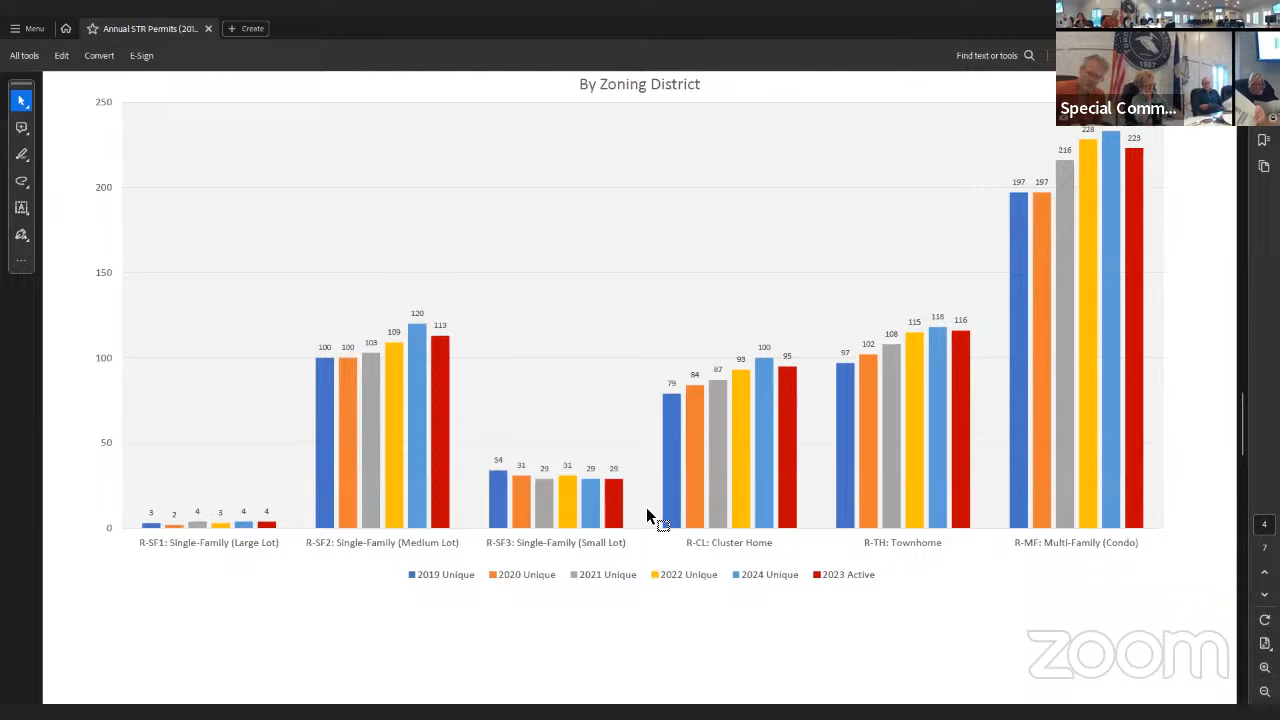 Menu
Annual STR Permits (201...
Create
All tools
Edit
Convert
E-Sign
Find text or tools
Special Comm...
1987
By Zoning District
250
200
150
100
50
0
3 2 4 3 4 4
100 100 103 109 120 113
34 31 29 31 29 29
79 84 87 93 100 95
97 102 108 115 118 116
197 197 216 228 223
R-SF1: Single-Family (Large Lot)
R-SF2: Single-Family (Medium Lot)
R-SF3: Single-Family (Small Lot)
R-CL: Cluster Home
R-TH: Townhome
R-MF: Multi-Family (Condo)
2019 Unique
2020 Unique
2021 Unique
2022 Unique
2024 Unique
2023 Active
4
7
zoom